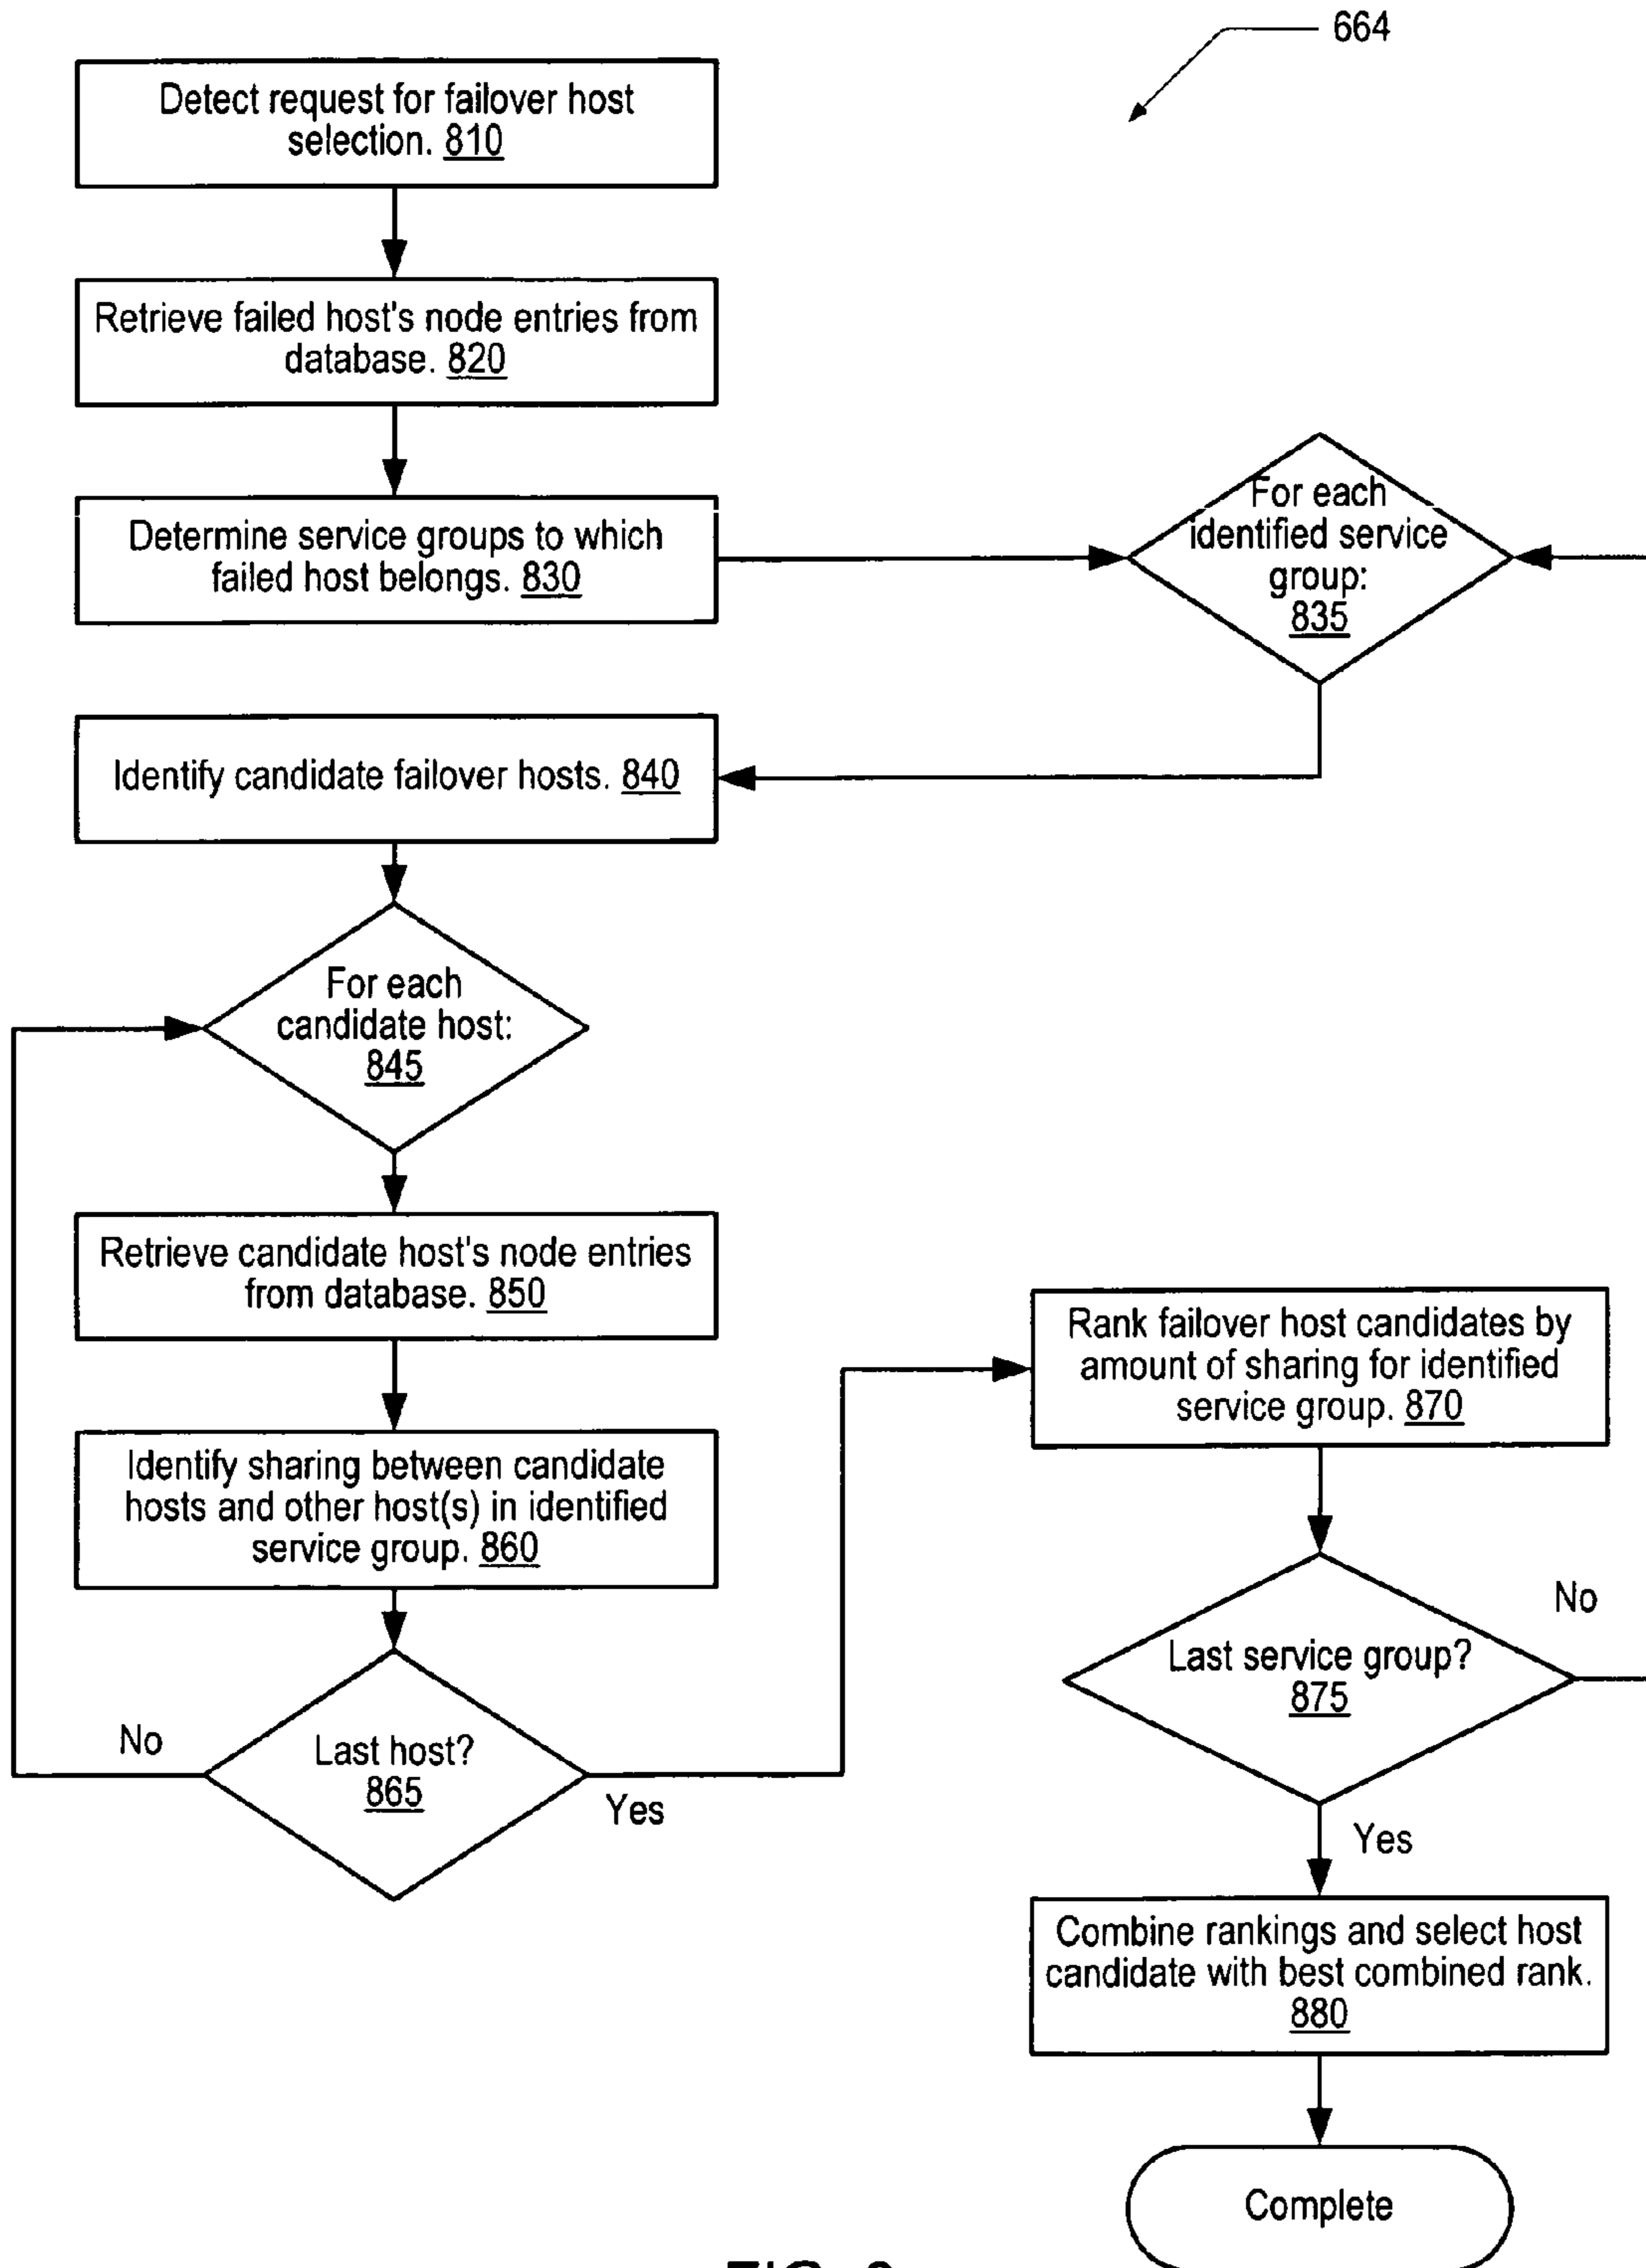 664
Detect request for failover host
selection. 810
Retrieve failed host's node entries from
database. 820
Determine service groups to which
failed host belongs. 830
For each
identified service
group:
835
Identify candidate failover hosts. 840
For each
candidate host:
845
Retrieve candidate host's node entries
from database. 850
Identify sharing between candidate
hosts and other host(s) in identified
service group. 860
Last host?
865
No
Yes
Rank failover host candidates by
amount of sharing for identified
service group. 870
Last service group?
875
No
Yes
Combine rankings and select host
candidate with best combined rank.
880
Complete